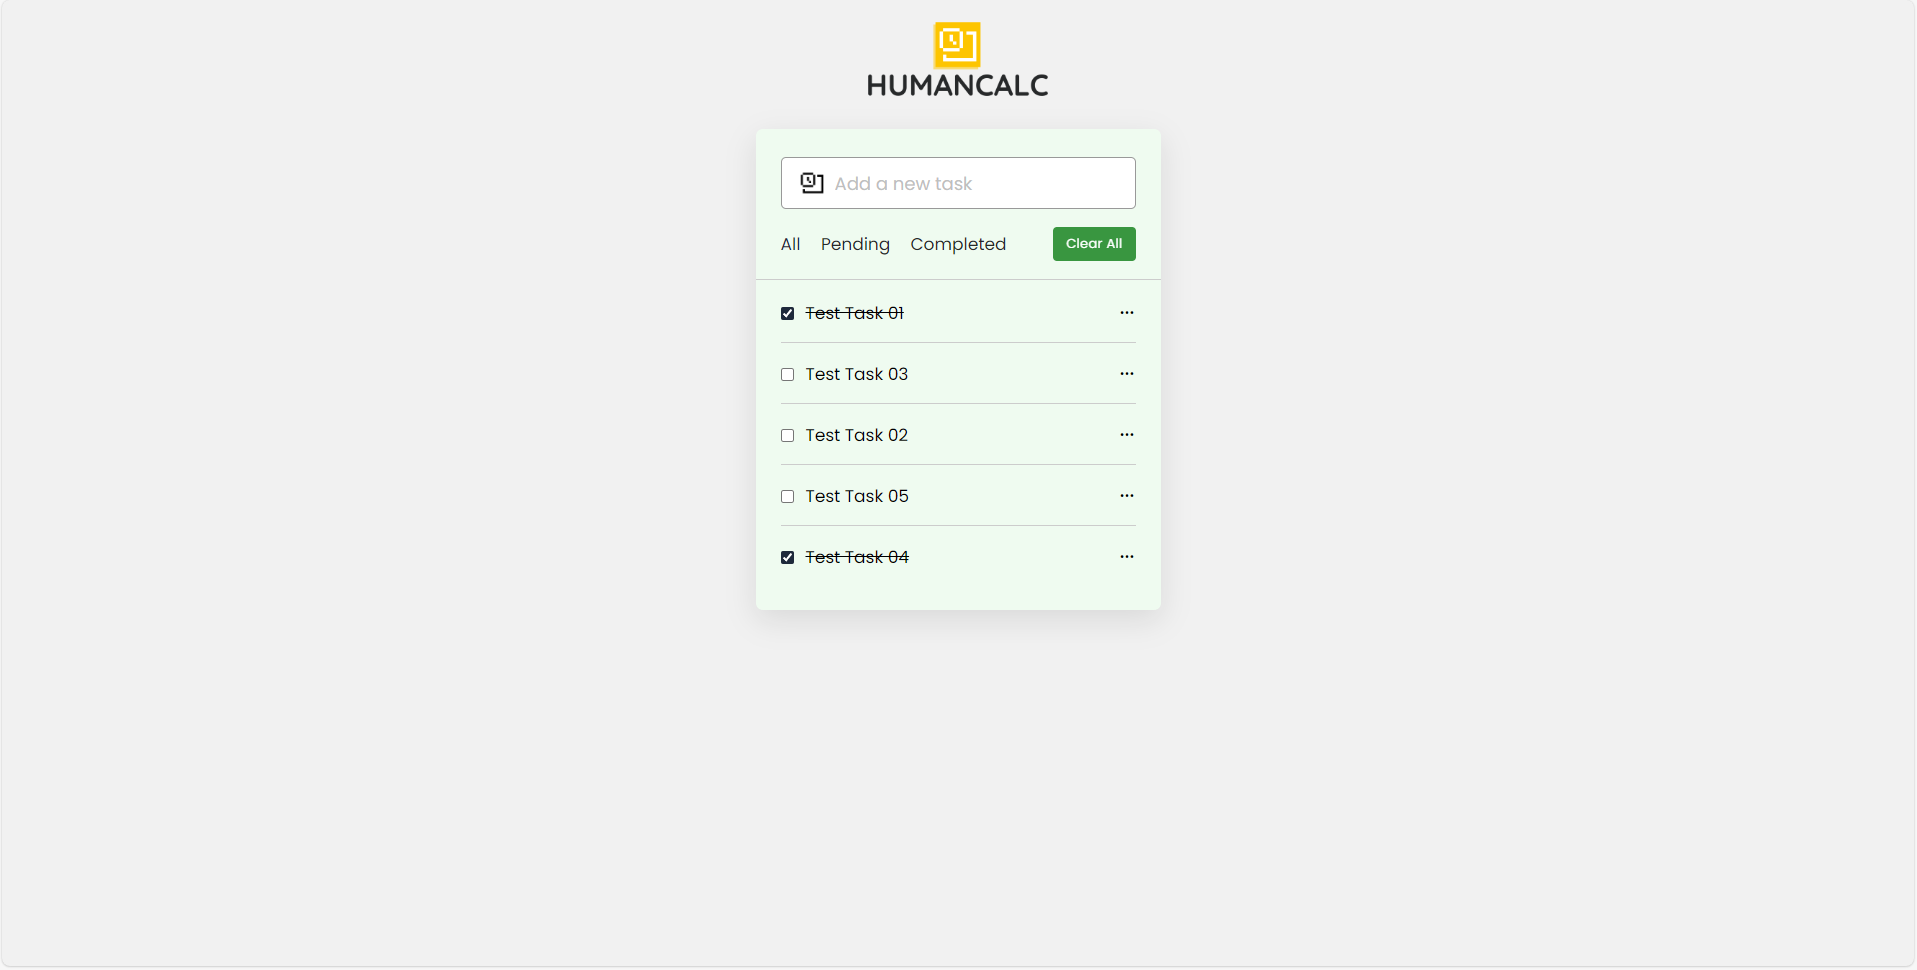 HUMANCALC
Add a new task
All Pending Completed Clear All
Test Task 01
Test Task 03
Test Task 02
Test Task 05
Test Task 04